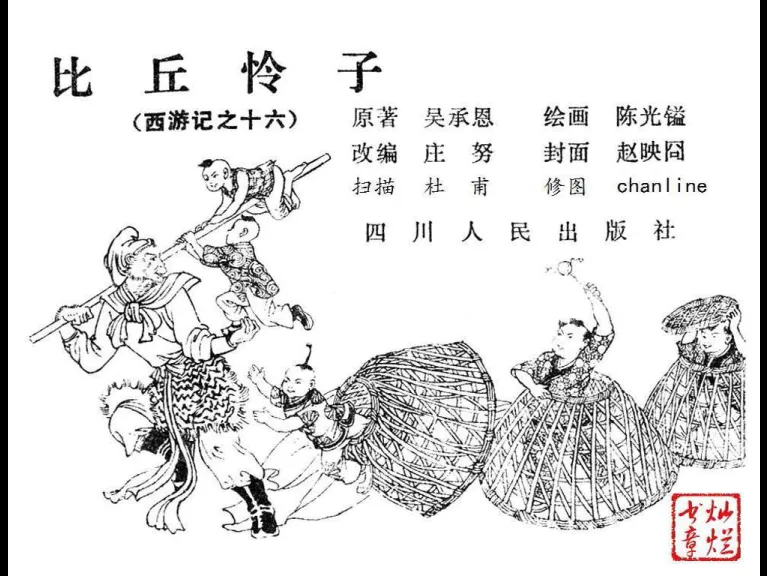 比丘怜子
(西游记之十六)
原著 吴承恩 绘画 陈光镒
改编 庄 努 封面 赵映囧
扫描 杜 甫 修图 chanline
四川人民出版社
灿烂
书章